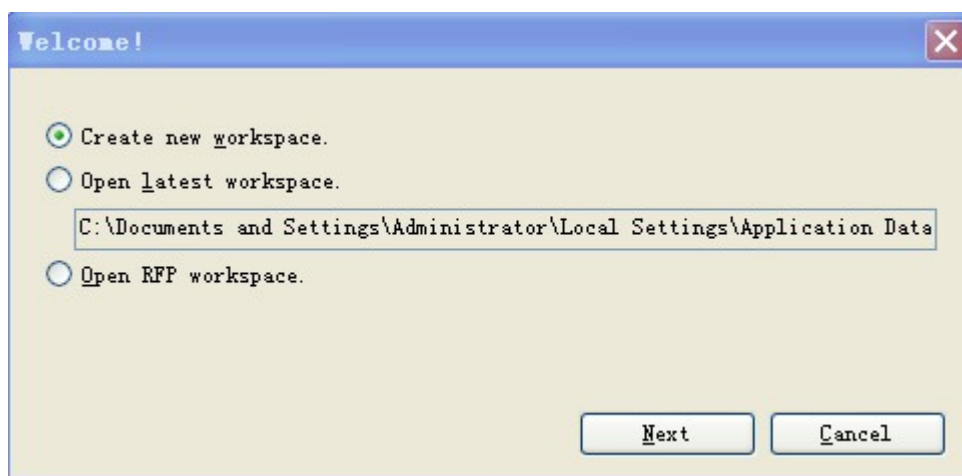 Welcome!
Create new workspace.
Open latest workspace.
C:\Documents and Settings\Administrator\Local Settings\Application Data
Open RFP workspace.
Next
Cancel